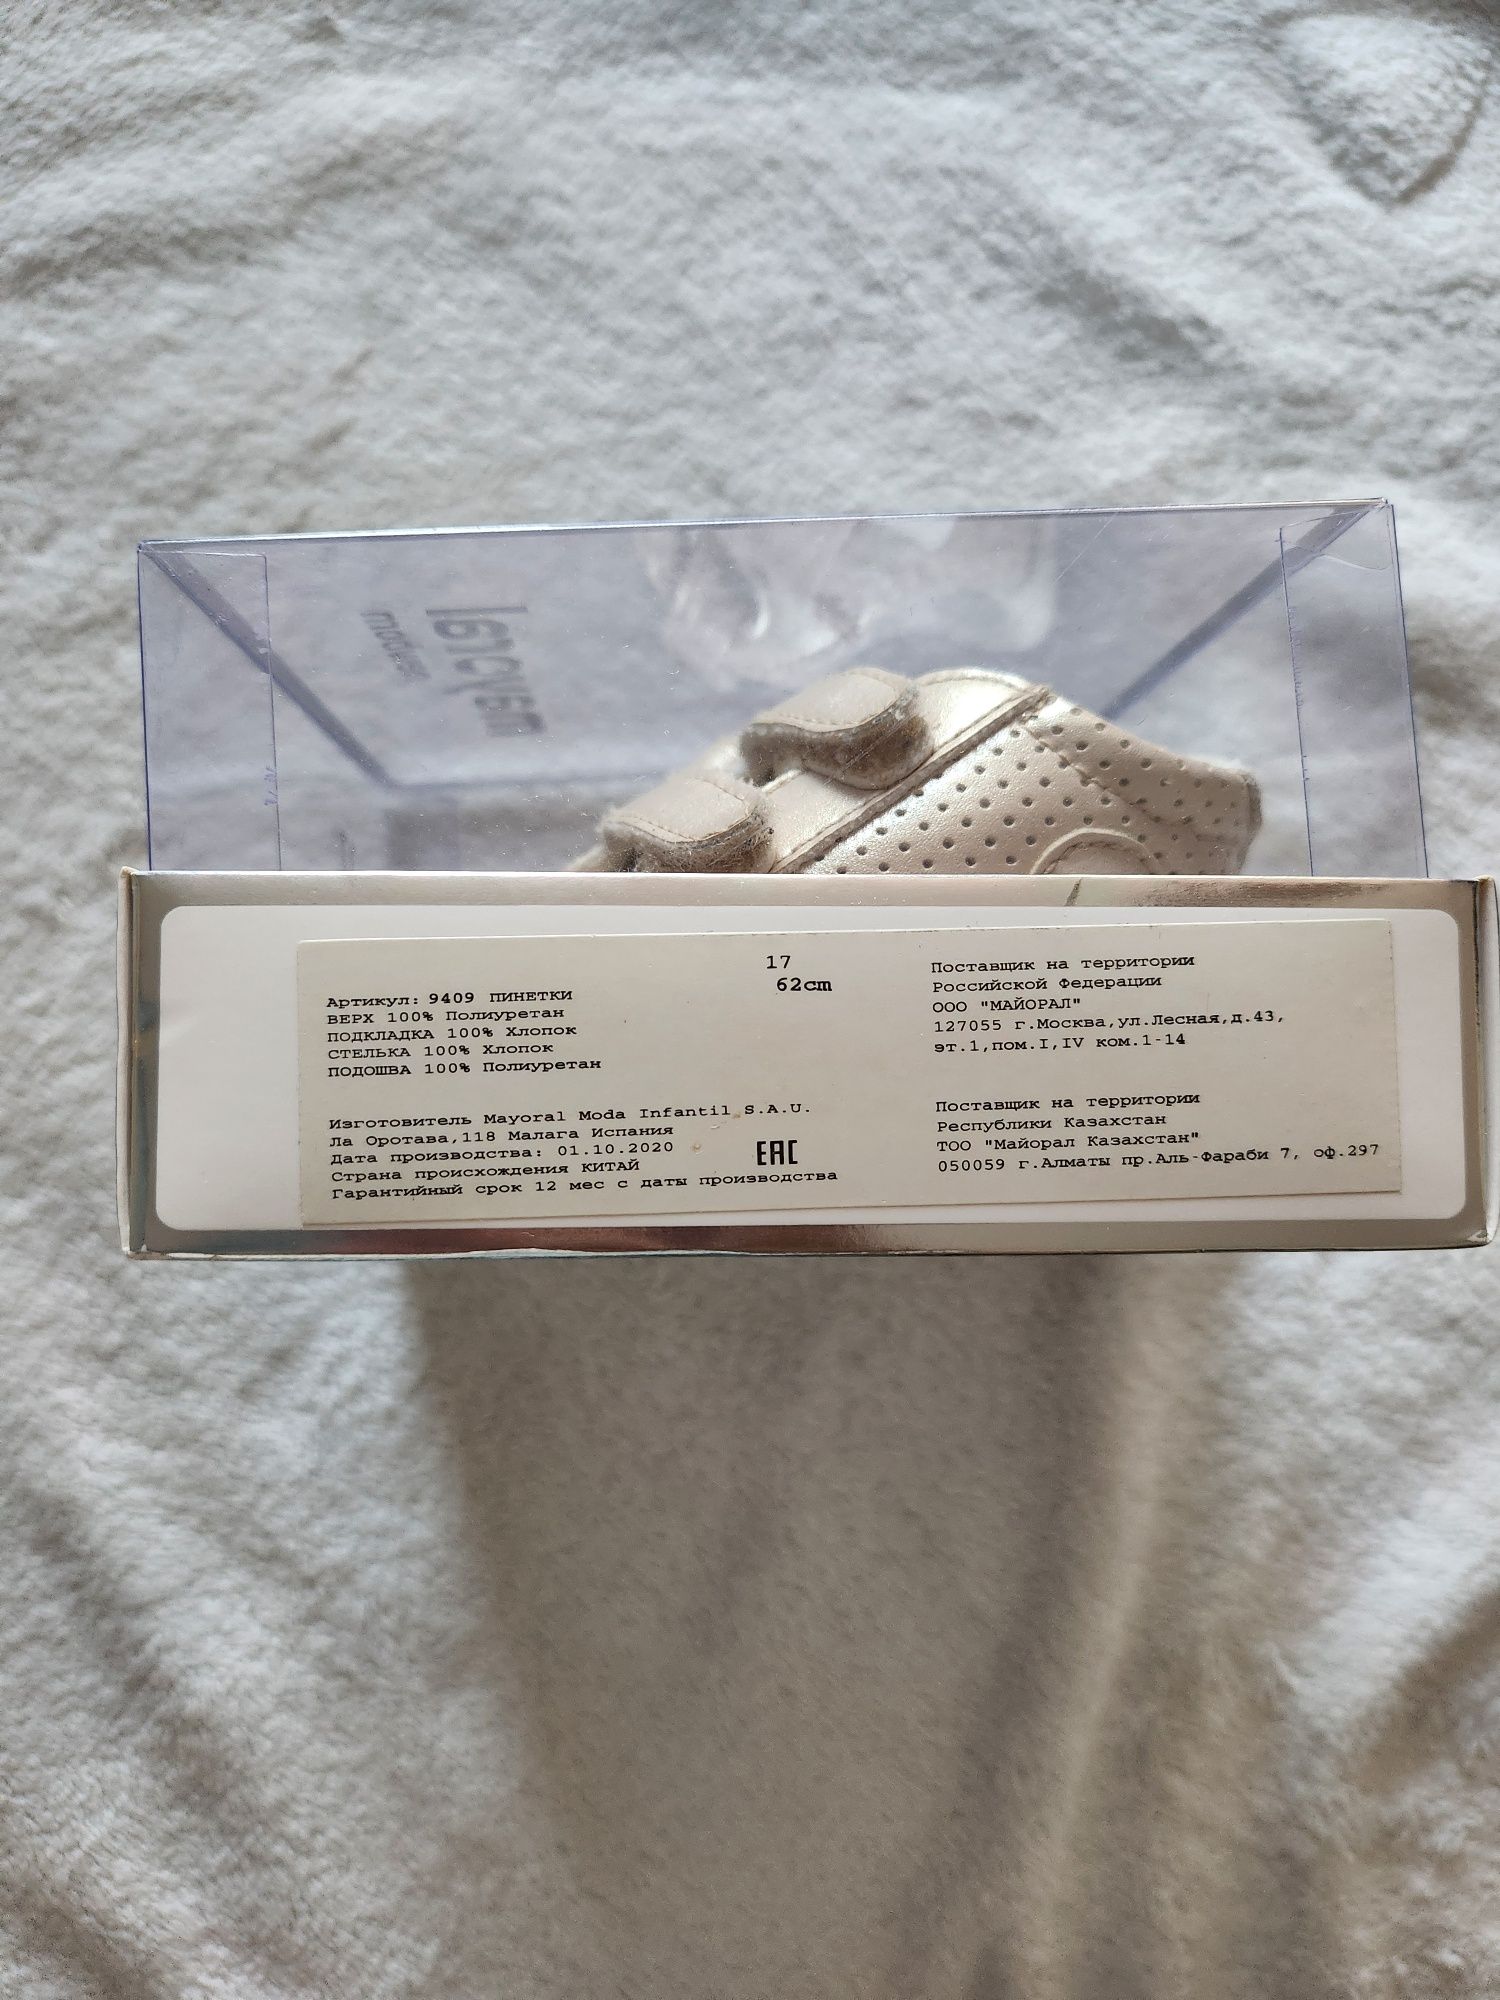 mayoral
newborn
17
62cm
Артикул: 9409 ПИНЕТКИ
ВЕРХ 100% Полиуретан
ПОДКЛАДКА 100% Хлопок
СТЕЛЬКА 100% Хлопок
ПОДОШВА 100% Полиуретан
Изготовитель Mayoral Moda Infantil S.A.U.
Ла Оротава,118 Малага Испания
Дата производства: 01.10.2020
Страна происхождения КИТАЙ
Гарантийный срок 12 мес с даты производства
EAC
Поставщик на территории
Российской Федерации
ООО "МАЙОРАЛ"
127055 г.Москва,ул.Лесная,д.43,
эт.1,пом.I,IV ком.1-14
Поставщик на территории
Республики Казахстан
ТОО "Майорал Казахстан"
050059 г.Алматы пр.Аль-Фараби 7, оф.297